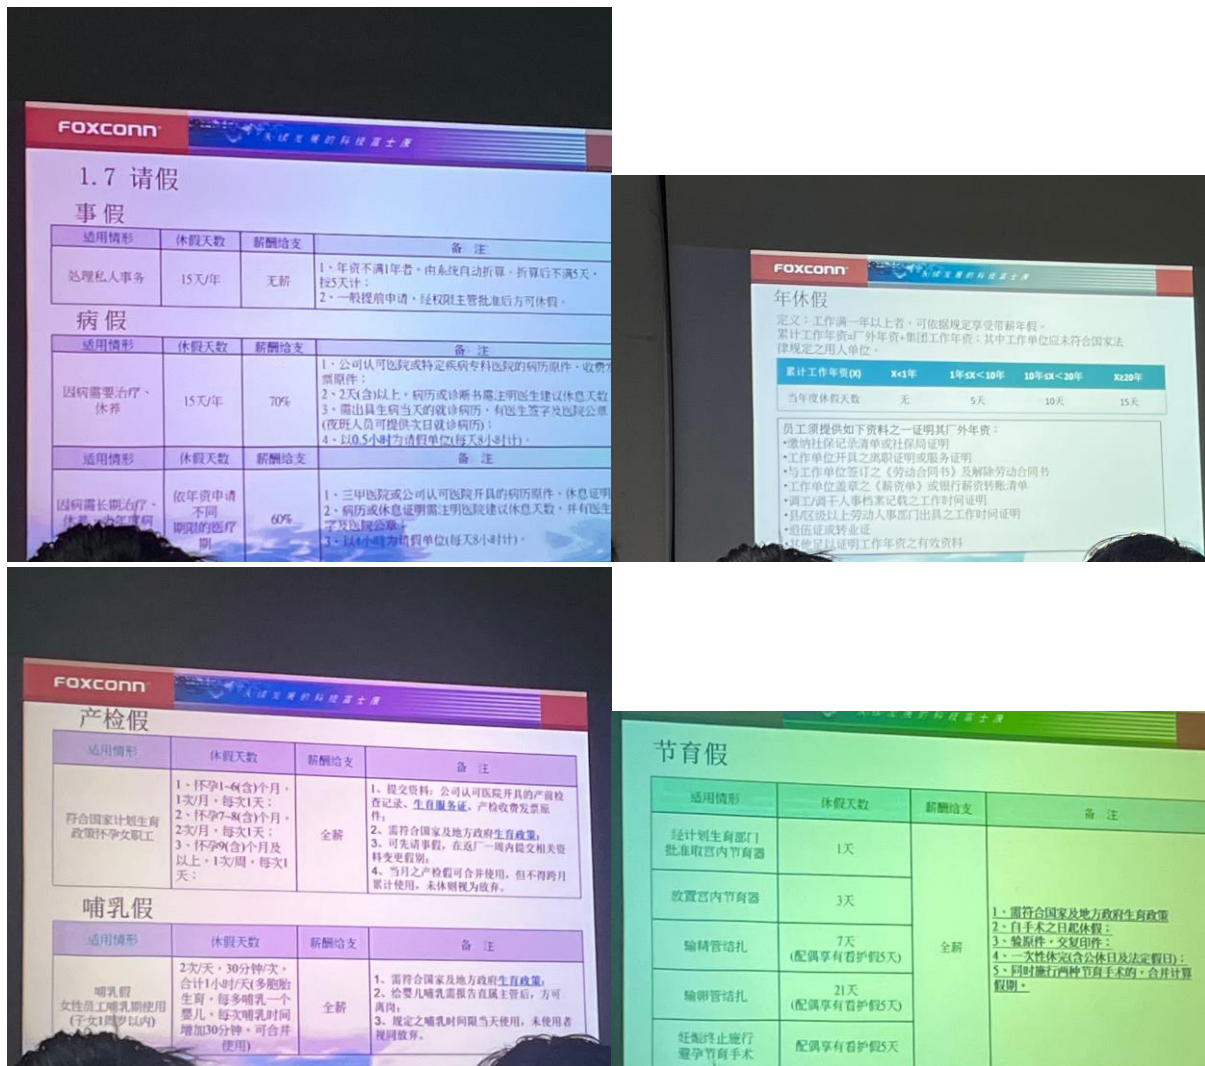 FOXCONN
发展的科技富士康
1.7 请假
事假
适用情形 休假天数 薪酬给支 备 注
处理私人事务 15天/年 无薪
1、年资不满1年者,由系统自动折算,折算后不满5天,
按5天计;
2、一般提前申请,经权限主管批准后方可休假。
病假
适用情形 休假天数 薪酬给支 备 注
因病需要治疗、
休养
15天/年 70%
1、公司认可医院或特定疾病专科医院的病历原件、收费
票原件;
2、2天(含)以上,病历或诊断书需注明医生建议休息天数
3、需出具生病当天的就诊病历,有医生签字及医院公章
(夜班人员可提供次日就诊病历);
4、以0.5小时为请假单位(每天8小时计)。
适用情形 休假天数 薪酬给支 备 注
因病需长期治疗、
依年资申请
不同
期限的医疗
期
60%
1、三甲医院或公司认可医院开具的病历原件、休息证明
2、病历或休息证明需注明医院建议休息天数,并有医生
字及医院公章;
3、以4小时为请假单位(每天8小时计)。
FOXCONN
发展的科技富士康
年休假
定义:工作满一年以上者,可依据规定享受带薪年假。
累计工作年资=厂外年资+集团工作年资;其中工作单位应未符合国家法
律规定之用人单位。
累计工作年资(X) X<1年 1年≤X<10年 10年≤X<20年 X≥20年
当年度休假天数 无 5天 10天 15天
员工须提供如下资料之一证明其厂外年资:
•缴纳社保记录清单或社保局证明
•工作单位开具之离职证明或服务证明
•与工作单位签订之《劳动合同书》及解除劳动合同书
•工作单位盖章之《薪资单》或银行薪资转账清单
•调工/调干人事档案记载之工作时间证明
•县/区级以上劳动人事部门出具之工作时间证明
•退伍证或转业证
•其他足以证明工作年资之有效资料
FOXCONN
发展的科技富士康
产检假
适用情形 休假天数 薪酬给支 备 注
符合国家计划生育
政策怀孕女职工
1、怀孕1~6(含)个月,
1次/月,每次1天;
2、怀孕7~8(含)个月,
2次/月,每次1天;
3、怀孕9(含)个月及
以上,1次/周,每次1
天;
全薪
1、提交资料:公司认可医院开具的产前检
查记录、生育服务证、产检收费发票原
件;
2、需符合国家及地方政府生育政策;
3、可先请事假,在返厂一周内提交相关资
料变更假别;
4、当月之产检假可合并使用,但不得跨月
累计使用,未休则视为放弃。
哺乳假
适用情形 休假天数 薪酬给支 备 注
哺乳假
女性员工哺乳期使用
(子女1周岁以内)
2次/天,30分钟/次,
合计1小时/天(多胞胎
生育,每多哺乳一个
婴儿,每次哺乳时间
增加30分钟,可合并
使用)
全薪
1、需符合国家及地方政府生育政策;
2、给婴儿哺乳需报告直属主管后,方可
离岗;
3、规定之哺乳时间限当天使用,未使用者
视同放弃。
发展的科技富士康
节育假
适用情形 休假天数 薪酬给支 备 注
经计划生育部门
批准取宫内节育器
1天
放置宫内节育器 3天
输精管结扎
7天
(配偶享有看护假5天)
输卵管结扎
21天
(配偶享有看护假5天)
妊娠终止施行
避孕节育手术
配偶享有看护假5天
全薪
1、需符合国家及地方政府生育政策
2、自手术之日起休假;
3、验原件,交复印件;
4、一次性休完(含公休日及法定假日);
5、同时施行两种节育手术的,合并计算
假期。